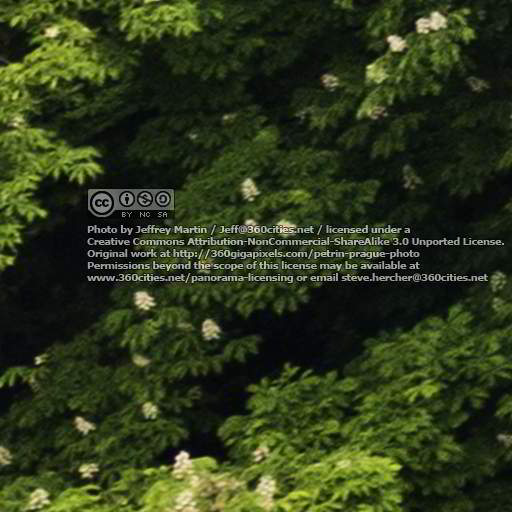 cc
BY NC SA
Photo by Jeffrey Martin / Jeff@360cities.net / licensed under a
Creative Commons Attribution-NonCommercial-ShareAlike 3.0 Unported License.
Original work at http://360gigapixels.com/petrin-prague-photo
Permissions beyond the scope of this license may be available at
www.360cities.net/panorama-licensing or email steve.hercher@360cities.net